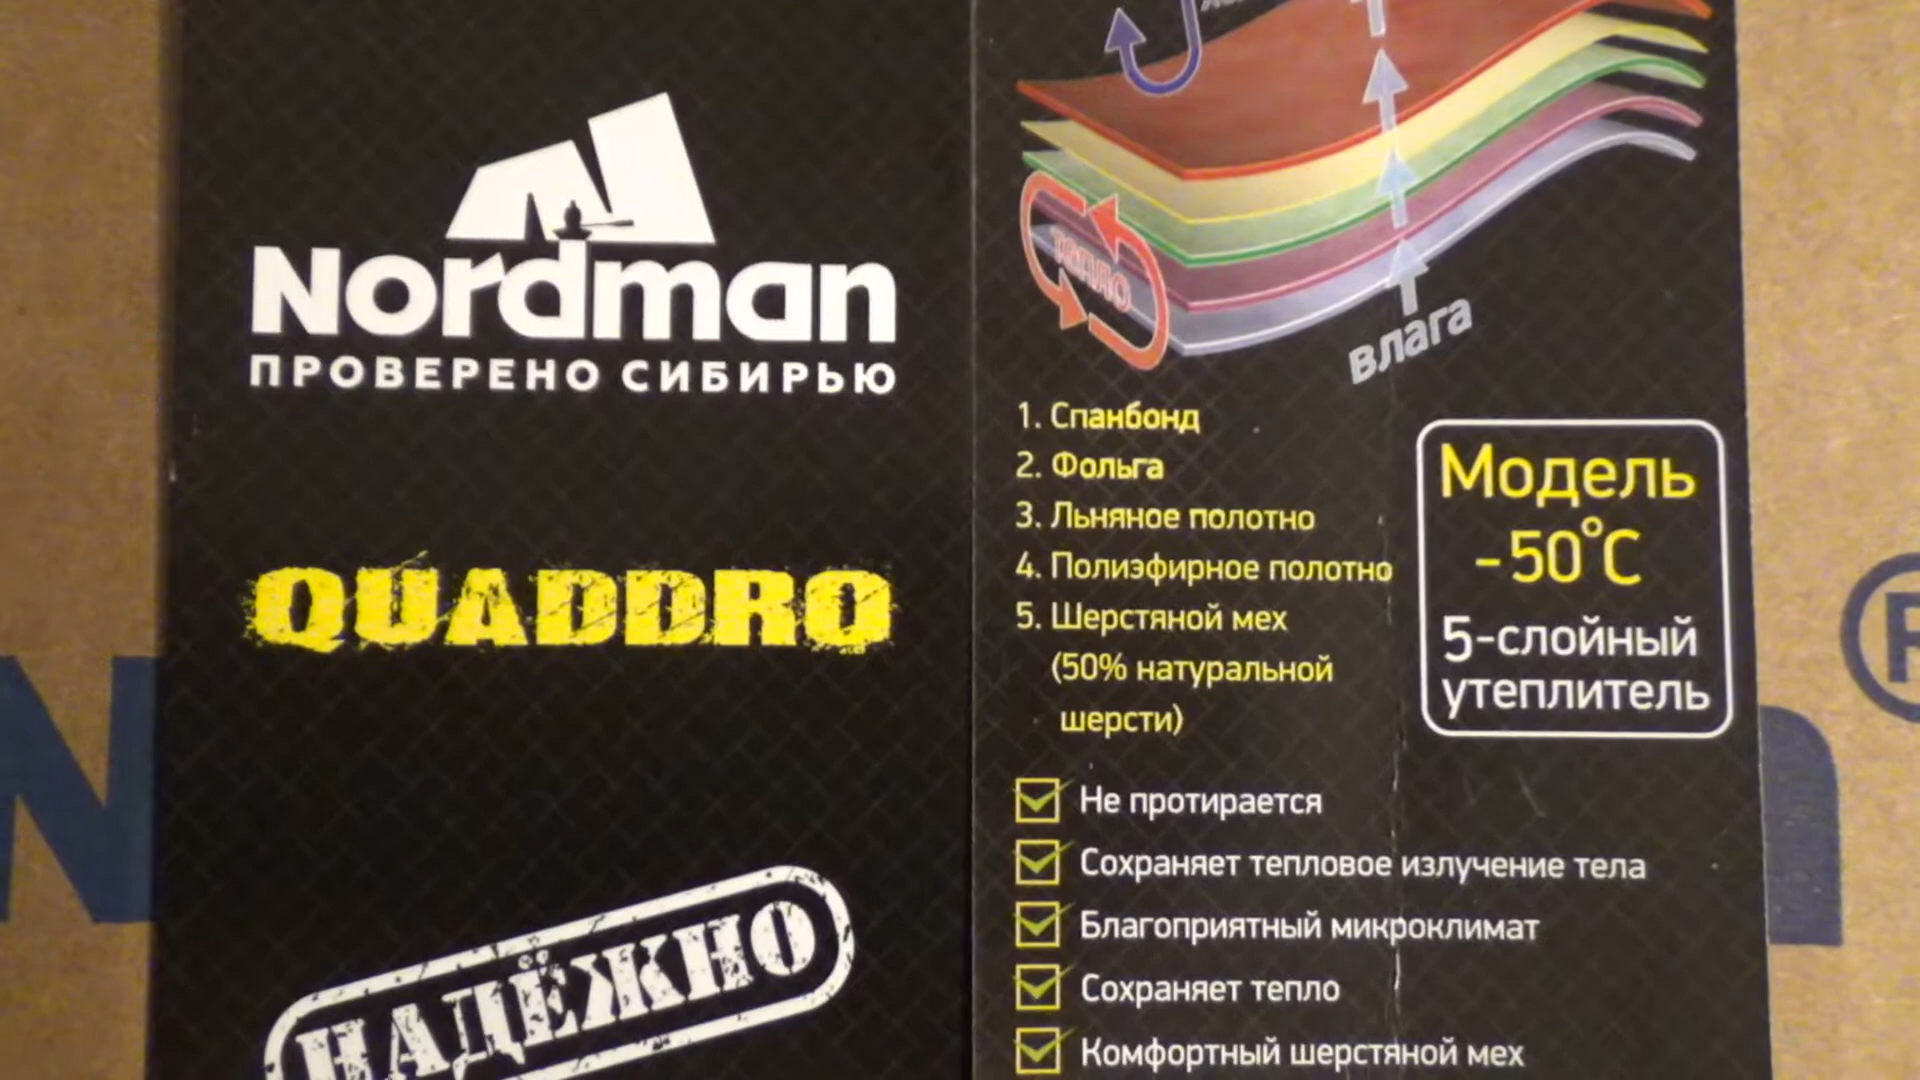 Nordman
ПРОВЕРЕНО СИБИРЬЮ
QUADDRO
НАДЁЖНО
тепло
влага
1. Спанбонд
2. Фольга
3. Льняное полотно
4. Полиэфирное полотно
5. Шерстяной мех
(50% натуральной
шерсти)
Модель
-50°C
5-слойный
утеплитель
Не протирается
Сохраняет тепловое излучение тела
Благоприятный микроклимат
Сохраняет тепло
Комфортный шерстяной мех
N
n
®